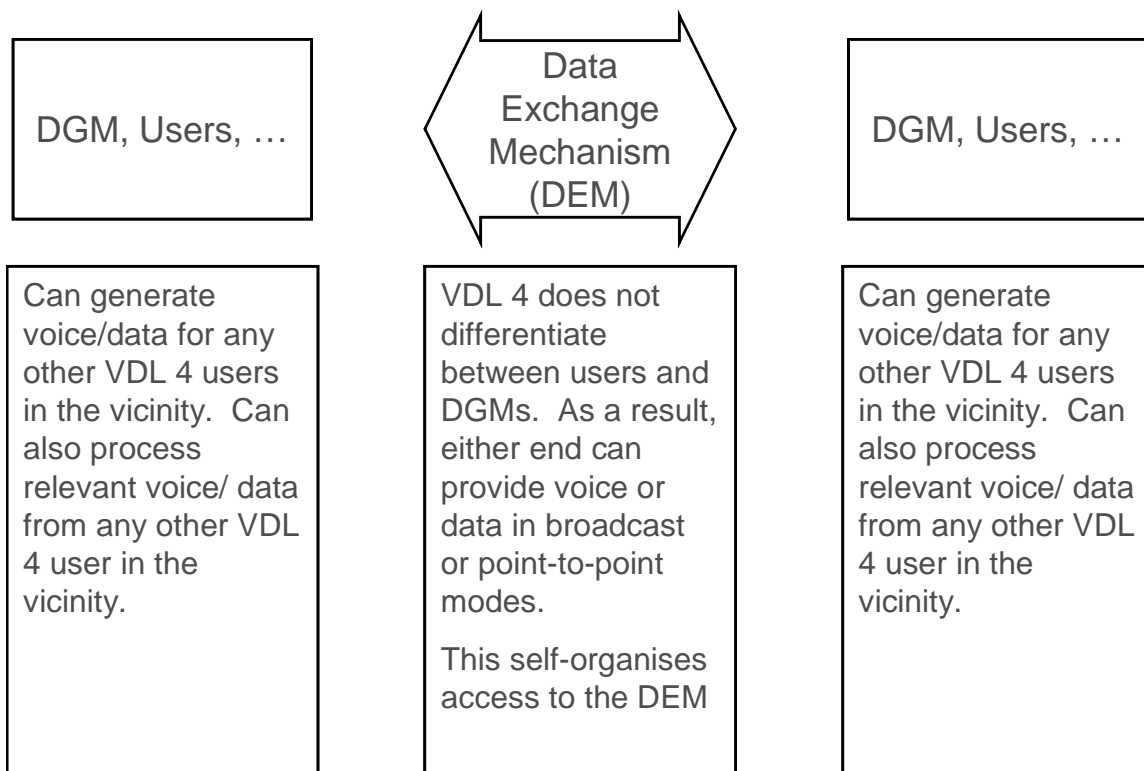 DGM, Users, …
Data
Exchange
Mechanism
(DEM)
DGM, Users, …
Can generate
voice/data for any
other VDL 4 users
in the vicinity.  Can
also process
relevant voice/ data
from any other VDL
4 user in the
vicinity.
VDL 4 does not
differentiate
between users and
DGMs.  As a result,
either end can
provide voice or
data in broadcast
or point-to-point
modes.
This self-organises
access to the DEM
Can generate
voice/data for any
other VDL 4 users
in the vicinity.  Can
also process
relevant voice/ data
from any other VDL
4 user in the
vicinity.